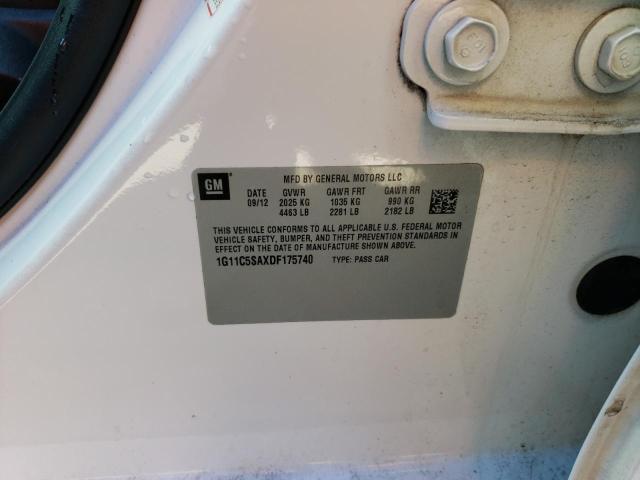 MFD BY GENERAL MOTORS LLC
GM
DATE GVWR GAWR FRT GAWR RR
09/12 2025 KG 1035 KG 990 KG
4463 LB 2281 LB 2182 LB
THIS VEHICLE CONFORMS TO ALL APPLICABLE U.S. FEDERAL MOTOR
VEHICLE SAFETY, BUMPER, AND THEFT PREVENTION STANDARDS
IN EFFECT ON THE DATE OF MANUFACTURE SHOWN ABOVE.
1G11C5SAXDF175740 TYPE: PASS CAR